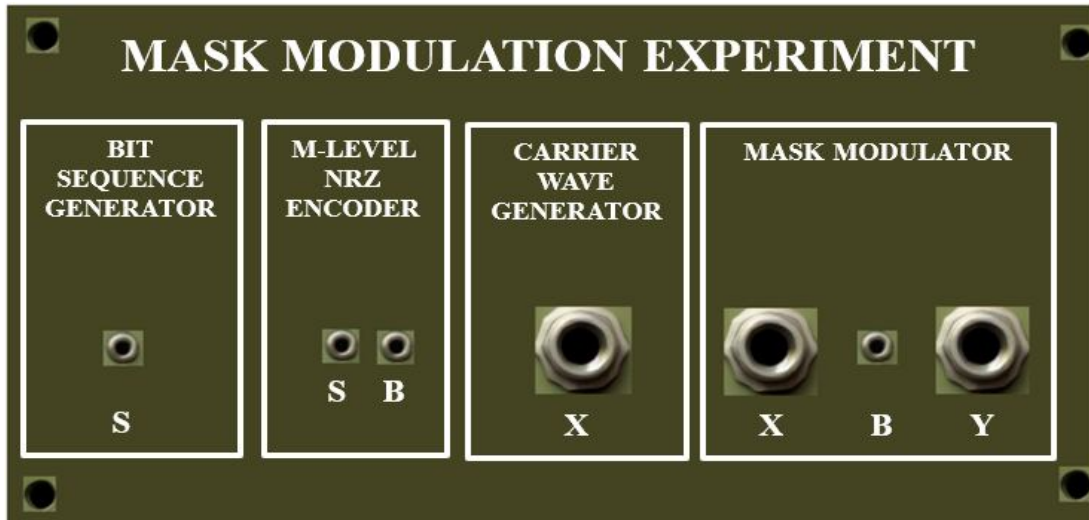 MASK MODULATION EXPERIMENT
BIT
SEQUENCE
GENERATOR
S
M-LEVEL
NRZ
ENCODER
S B
CARRIER
WAVE
GENERATOR
X
MASK MODULATOR
X B Y